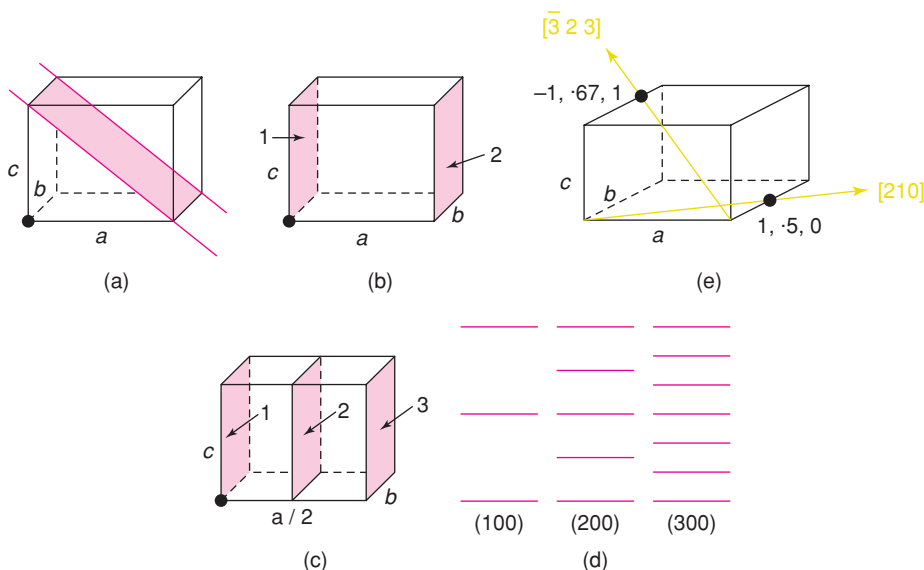 c
b
a
(a)
1
c
2
b
a
(b)
[3̅ 2 3]
–1, ·67, 1
c
b
a
[210]
1, ·5, 0
(e)
1
2
3
c
b
a / 2
(c)
(100) (200) (300)
(d)